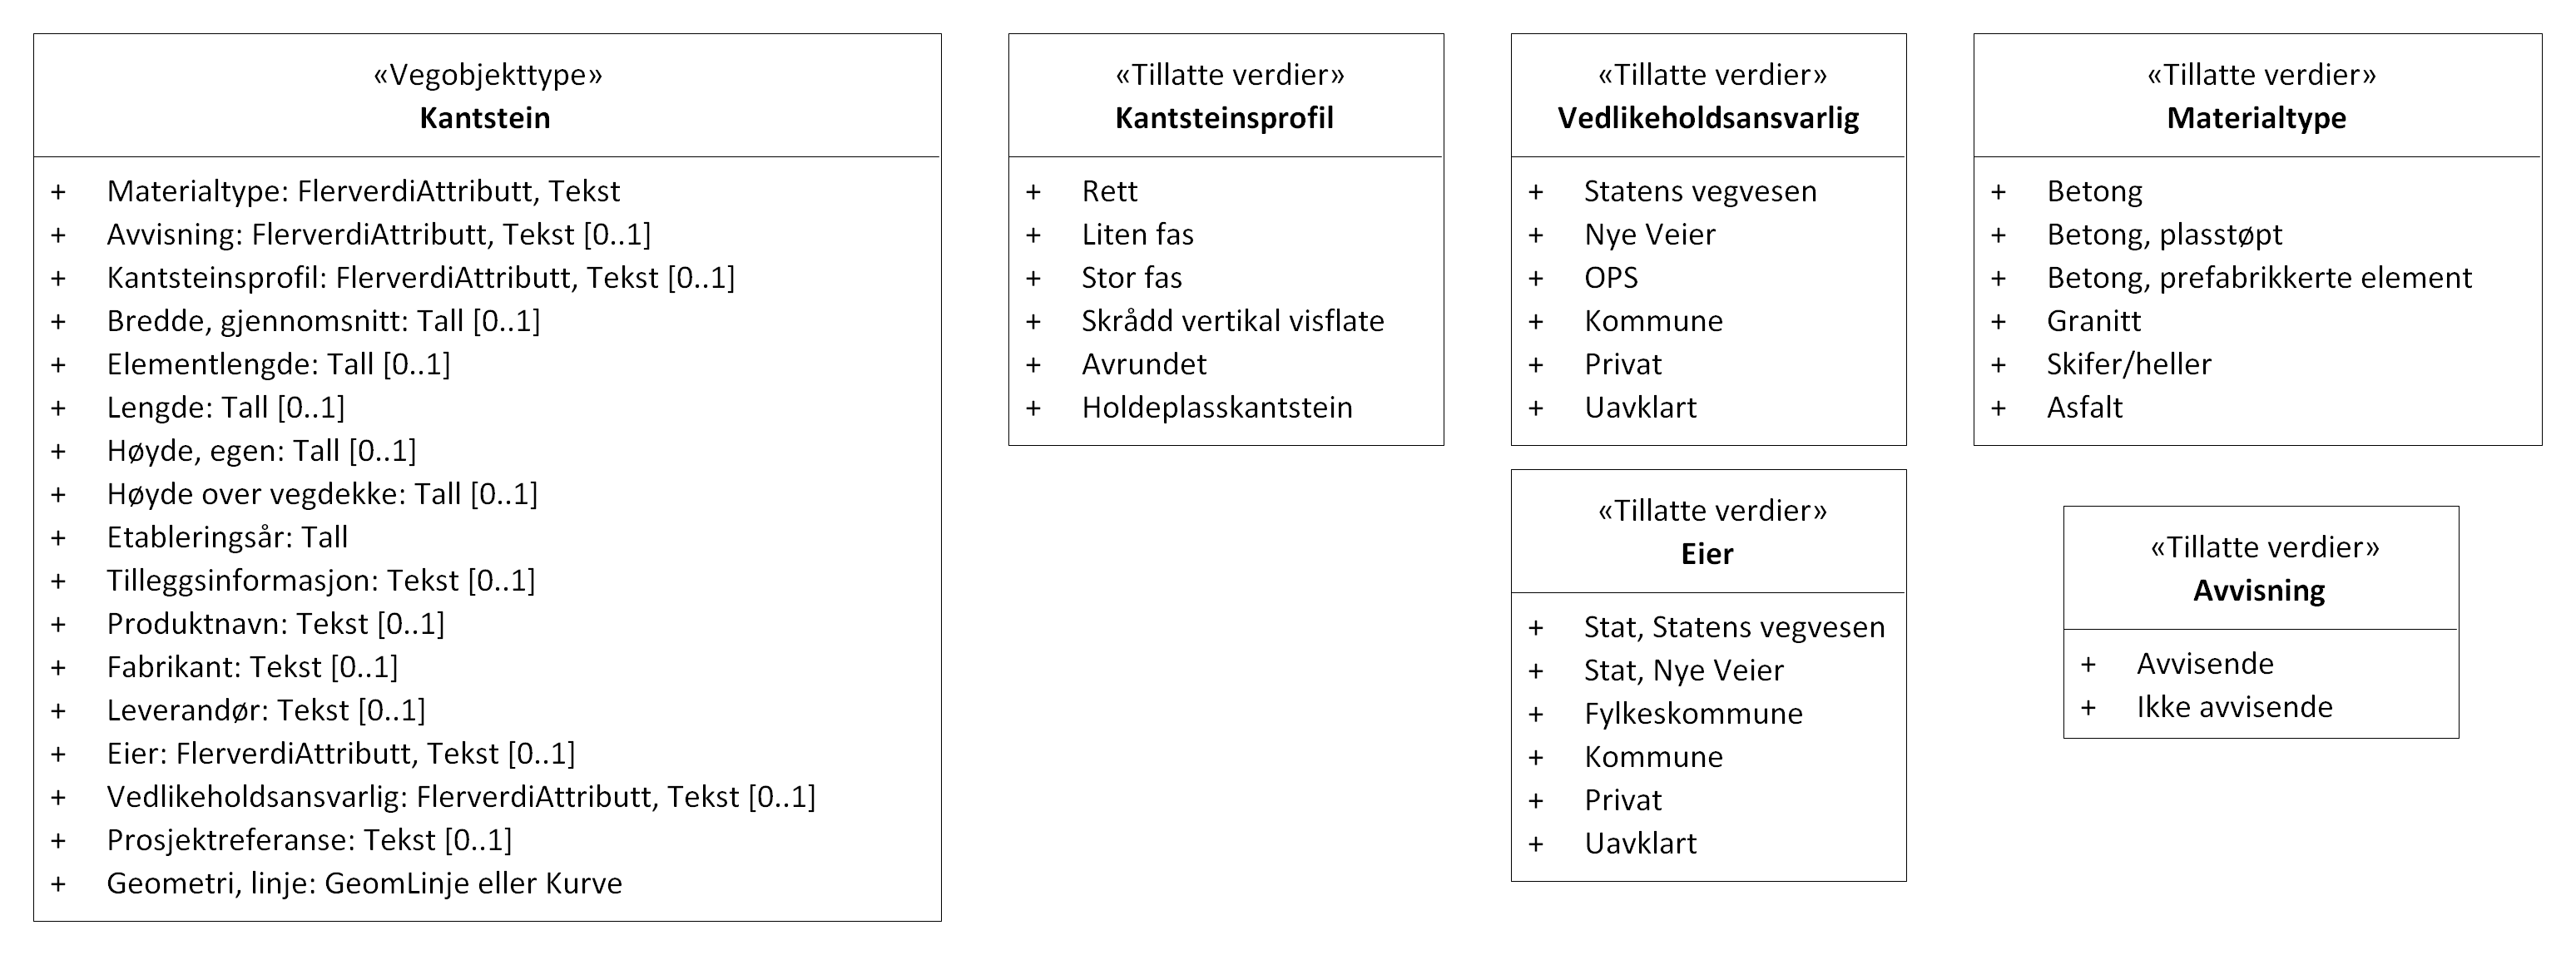 «Vegobjekttype»
Kantstein
+ Materialtype: FlerverdiAttributt, Tekst
+ Avvisning: FlerverdiAttributt, Tekst [0..1]
+ Kantsteinsprofil: FlerverdiAttributt, Tekst [0..1]
+ Bredde, gjennomsnitt: Tall [0..1]
+ Elementlengde: Tall [0..1]
+ Lengde: Tall [0..1]
+ Høyde, egen: Tall [0..1]
+ Høyde over vegdekke: Tall [0..1]
+ Etableringsår: Tall
+ Tilleggsinformasjon: Tekst [0..1]
+ Produktnavn: Tekst [0..1]
+ Fabrikant: Tekst [0..1]
+ Leverandør: Tekst [0..1]
+ Eier: FlerverdiAttributt, Tekst [0..1]
+ Vedlikeholdsansvarlig: FlerverdiAttributt, Tekst [0..1]
+ Prosjektreferanse: Tekst [0..1]
+ Geometri, linje: GeomLinje eller Kurve
«Tillatte verdier»
Kantsteinsprofil
+ Rett
+ Liten fas
+ Stor fas
+ Skrådd vertikal visflate
+ Avrundet
+ Holdeplasskantstein
«Tillatte verdier»
Vedlikeholdsansvarlig
+ Statens vegvesen
+ Nye Veier
+ OPS
+ Kommune
+ Privat
+ Uavklart
«Tillatte verdier»
Eier
+ Stat, Statens vegvesen
+ Stat, Nye Veier
+ Fylkeskommune
+ Kommune
+ Privat
+ Uavklart
«Tillatte verdier»
Materialtype
+ Betong
+ Betong, plasstøpt
+ Betong, prefabrikkerte element
+ Granitt
+ Skifer/heller
+ Asfalt
«Tillatte verdier»
Avvisning
+ Avvisende
+ Ikke avvisende